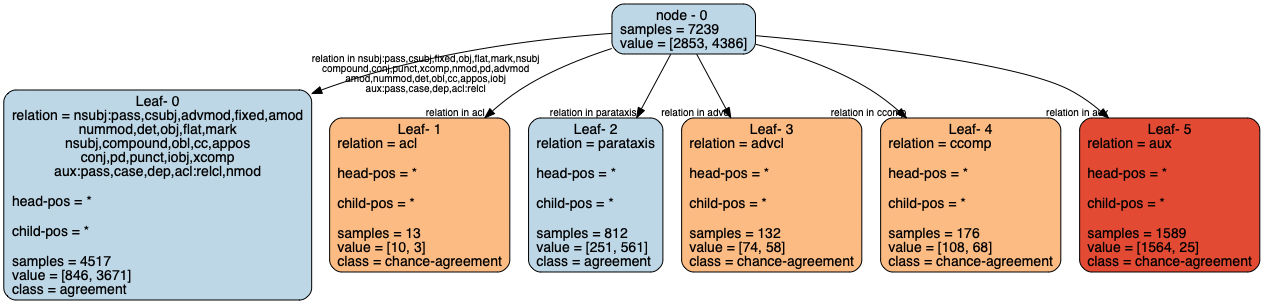 node - 0
samples = 7239
value = [2853, 4386]
relation in nsubj:pass,csubj,fixed,obj,flat,mark,nsubj
compound,conj,punct,xcomp,nmod,pd,advmod
amod,nummod,det,obl,cc,appos,iobj
aux:pass,case,dep,acl:relcl
relation in acl
relation in parataxis
relation in advcl
relation in ccomp
relation in aux
Leaf- 0
relation = nsubj:pass,csubj,advmod,fixed,amod
nummod,det,obj,flat,mark
nsubj,compound,obl,cc,appos
conj,pd,punct,iobj,xcomp
aux:pass,case,dep,acl:relcl,nmod
head-pos = *
child-pos = *
samples = 4517
value = [846, 3671]
class = agreement
Leaf- 1
relation = acl
head-pos = *
child-pos = *
samples = 13
value = [10, 3]
class = chance-agreement
Leaf- 2
relation = parataxis
head-pos = *
child-pos = *
samples = 812
value = [251, 561]
class = agreement
Leaf- 3
relation = advcl
head-pos = *
child-pos = *
samples = 132
value = [74, 58]
class = chance-agreement
Leaf- 4
relation = ccomp
head-pos = *
child-pos = *
samples = 176
value = [108, 68]
class = chance-agreement
Leaf- 5
relation = aux
head-pos = *
child-pos = *
samples = 1589
value = [1564, 25]
class = chance-agreement